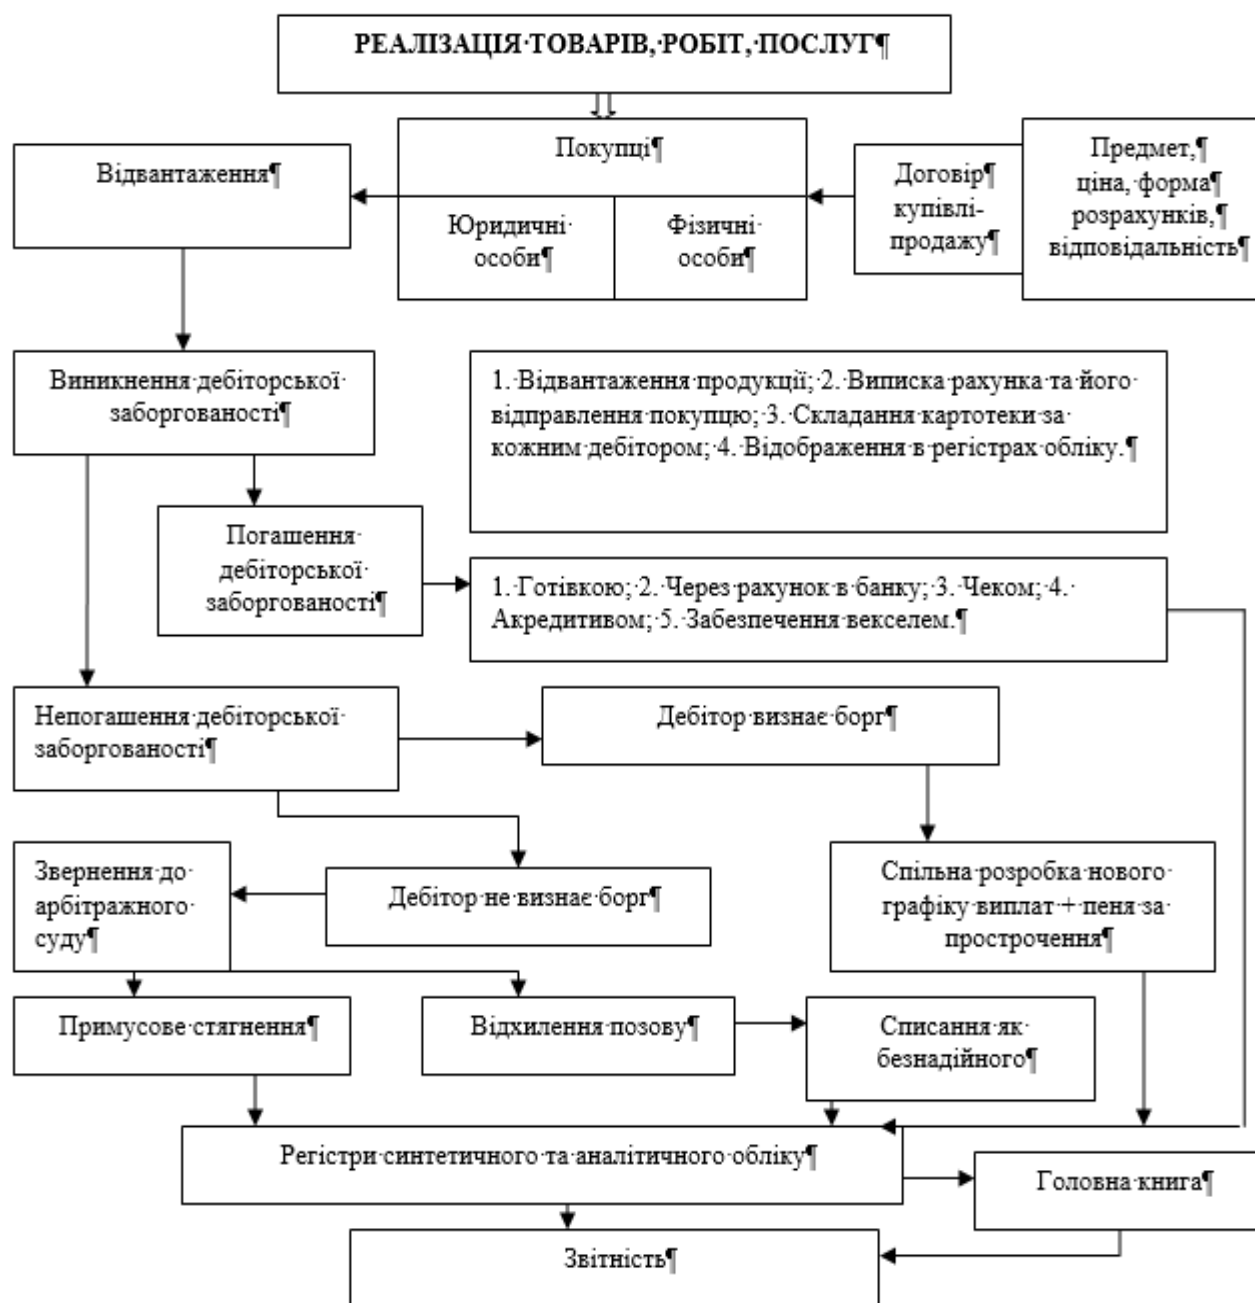 РЕАЛІЗАЦІЯ·ТОВАРІВ,·РОБІТ,·ПОСЛУГ¶
Покупці¶
Юридичні·
особи¶
Фізичні·
особи¶
Відвантаження¶
Договір¶
купівлі-
продажу¶
Предмет,¶
ціна,·форма¶
розрахунків,¶
відповідальність¶
Виникнення·дебіторської·
заборгованості¶
1.·Відвантаження·продукції;·2.·Виписка·рахунка·та·його·
відправлення·покупцю;·3.·Складання·картотеки·за·
кожним·дебітором;·4.·Відображення·в·регістрах·обліку.¶
Погашення·
дебіторської·
заборгованості¶
1.·Готівкою;·2.·Через·рахунок·в·банку;·3.·Чеком;·4.·
Акредитивом;·5.·Забезпечення·векселем.¶
Непогашення·дебіторської·
заборгованості¶
Дебітор·визнає·борг¶
Звернення·до·
арбітражного·
суду¶
Дебітор·не·визнає·борг¶
Спільна·розробка·нового·
графіку·виплат·+·пеня·за·
прострочення¶
Примусове·стягнення¶
Відхилення·позову¶
Списання·як·
безнадійного¶
Регістри·синтетичного·та·аналітичного·обліку¶
Головна·книга¶
Звітність¶